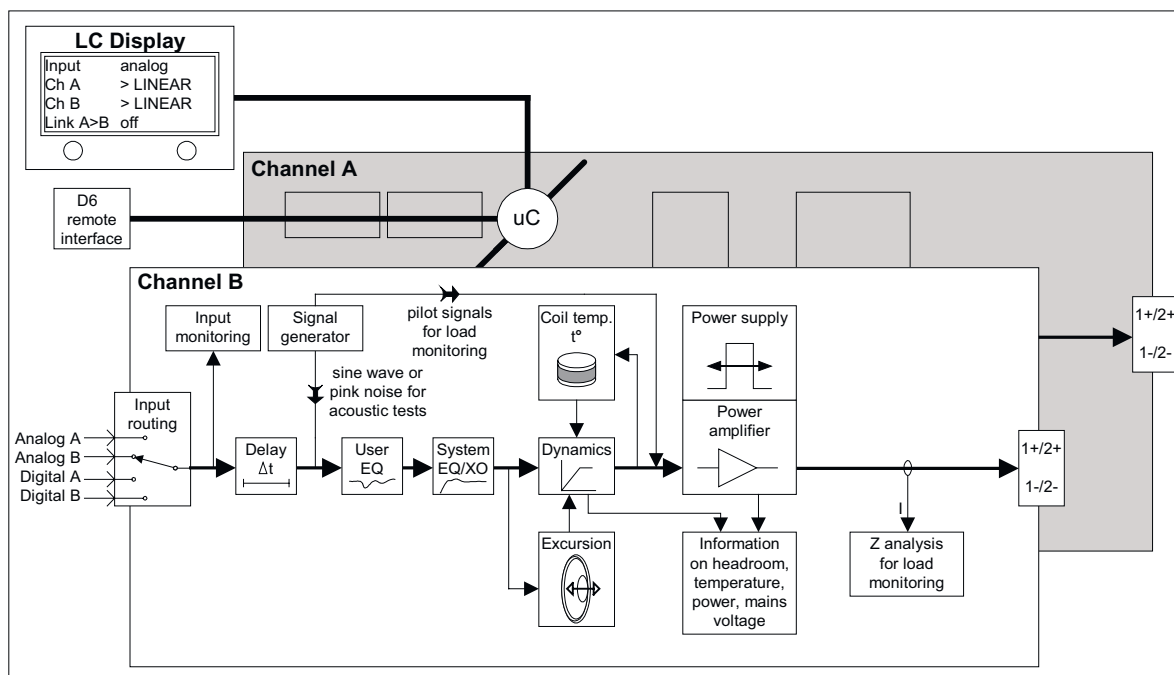 LC Display
Input analog
Ch A > LINEAR
Ch B > LINEAR
Link A>B off
Channel A
D6
remote
interface
uC
Channel B
Input
monitoring
Signal
generator
pilot signals
for load
monitoring
Coil temp.
t°
Power supply
1+/2+
1-/2-
sine wave or
pink noise for
acoustic tests
Input
routing
Analog A
Analog B
Digital A
Digital B
Delay
Δt
User
EQ
System
EQ/XO
Dynamics
Power
amplifier
1+/2+
1-/2-
I
Excursion
Information
on headroom,
temperature,
power, mains
voltage
Z analysis
for load
monitoring